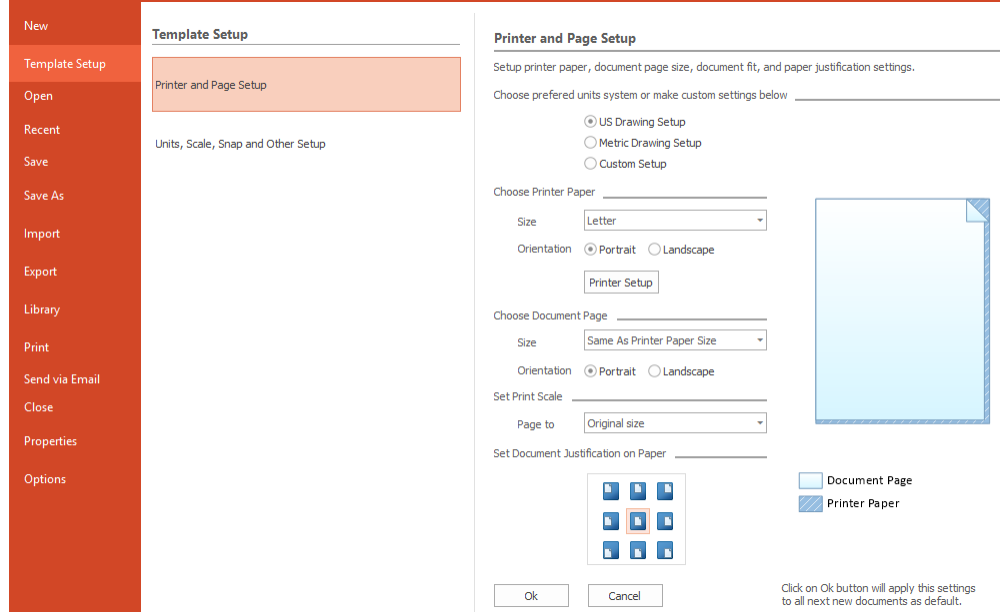 New
Template Setup
Open
Recent
Save
Save As
Import
Export
Library
Print
Send via Email
Close
Properties
Options
Template Setup
Printer and Page Setup
Units, Scale, Snap and Other Setup
Printer and Page Setup
Setup printer paper, document page size, document fit, and paper justification settings.
Choose prefered units system or make custom settings below
US Drawing Setup
Metric Drawing Setup
Custom Setup
Choose Printer Paper
Size Letter
Orientation Portrait Landscape
Printer Setup
Choose Document Page
Size Same As Printer Paper Size
Orientation Portrait Landscape
Set Print Scale
Page to Original size
Set Document Justification on Paper
Document Page
Printer Paper
Ok Cancel
Click on Ok button will apply this settings
to all next new documents as default.